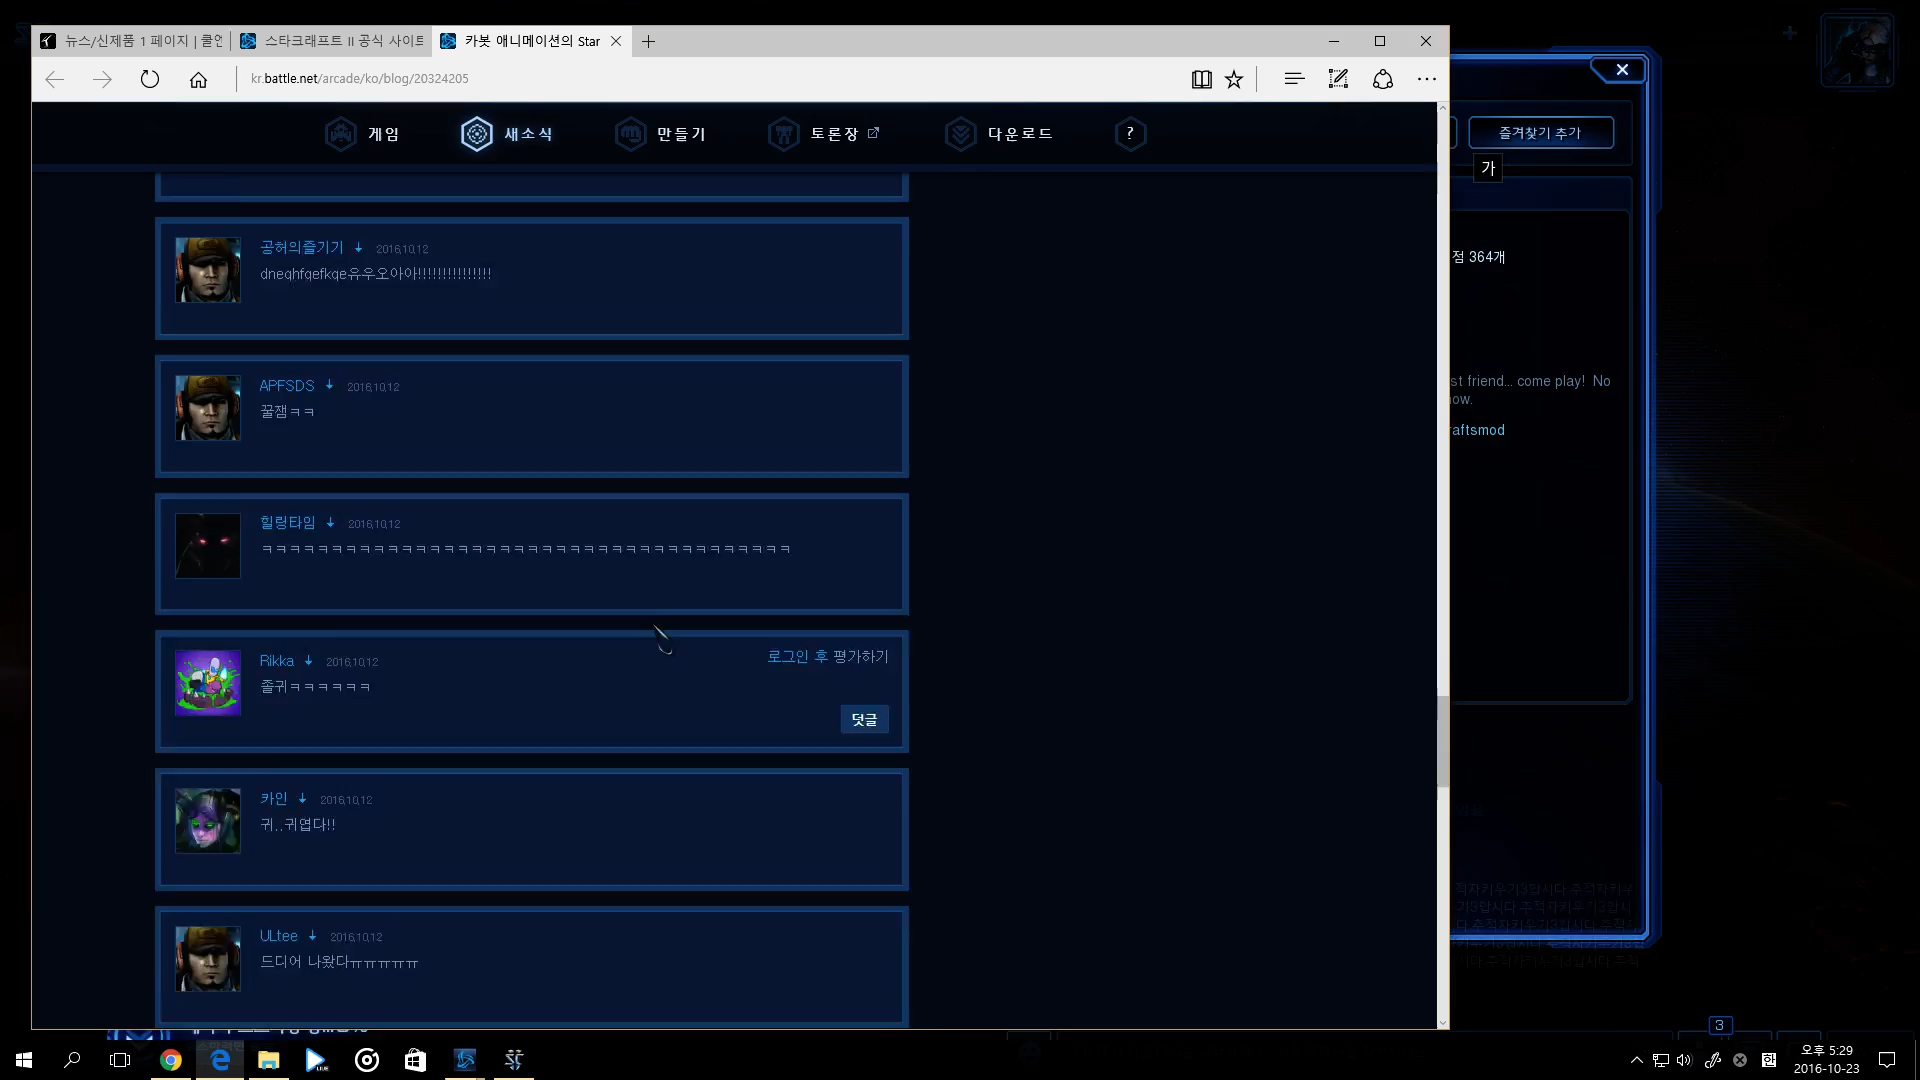 뉴스/신제품 1 페이지 | 쿨엔
스타크래프트 II 공식 사이트
카봇 애니메이션의 Star
kr.battle.net/arcade/ko/blog/20324205
게임
새소식
만들기
토론장
다운로드
?
즐겨찾기 추가
가
점 364개
공허의즐기기 2016.10.12
dneqhfqefkqe유우오아아!!!!!!!!!!!!!!!
APFSDS 2016.10.12
꿀잼ㅋㅋ
st friend... come play! No
now.
raftsmod
힐링타임 2016.10.12
ㅋㅋㅋㅋㅋㅋㅋㅋㅋㅋㅋㅋㅋㅋㅋㅋㅋㅋㅋㅋㅋㅋㅋㅋㅋㅋㅋㅋㅋㅋㅋㅋㅋㅋㅋㅋㅋㅋ
Rikka 2016.10.12
로그인 후 평가하기
졸귀ㅋㅋㅋㅋㅋㅋ
덧글
카인 2016.10.12
귀..귀엽다!!
ULtee 2016.10.12
드디어 나왔다ㅠㅠㅠㅠㅠ
3
LIVE
한
오후 5:29
2016-10-23